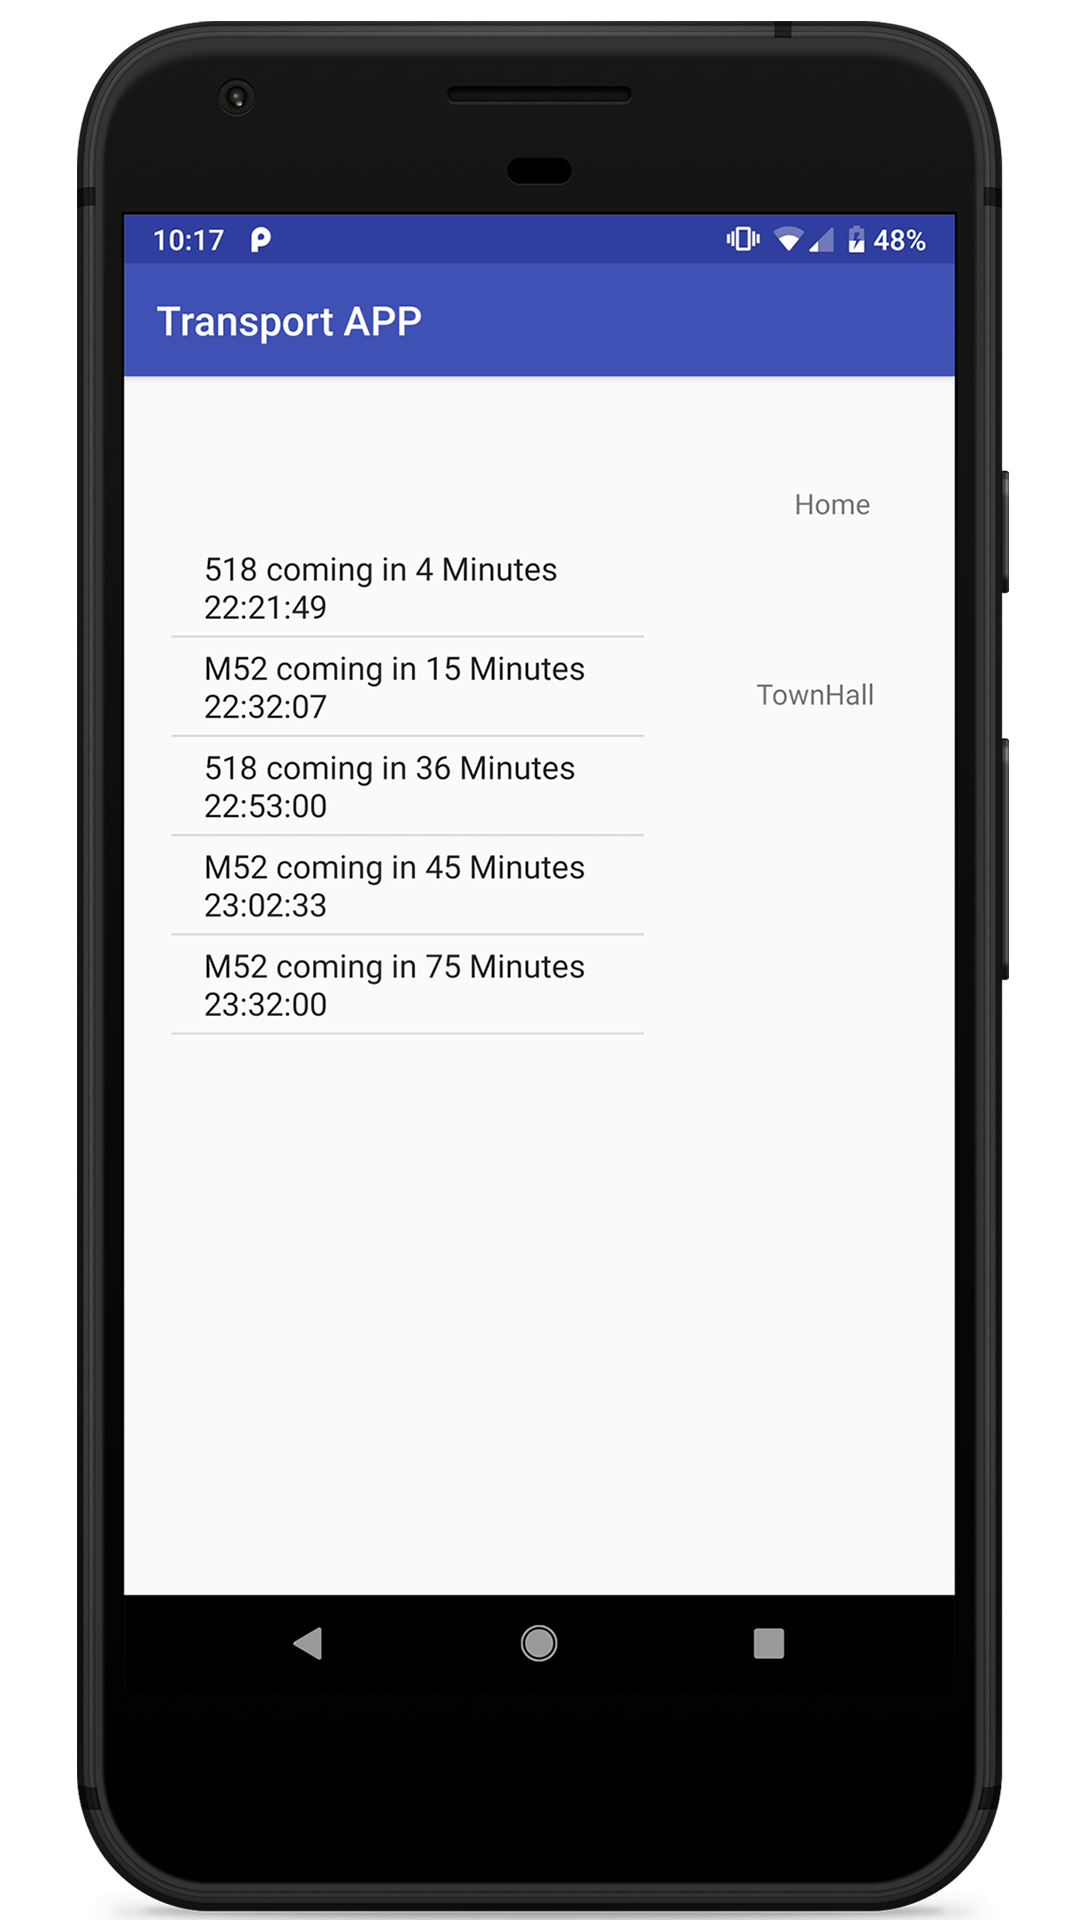 10:17
48%
Transport APP
Home
518 coming in 4 Minutes
22:21:49
M52 coming in 15 Minutes
22:32:07
TownHall
518 coming in 36 Minutes
22:53:00
M52 coming in 45 Minutes
23:02:33
M52 coming in 75 Minutes
23:32:00